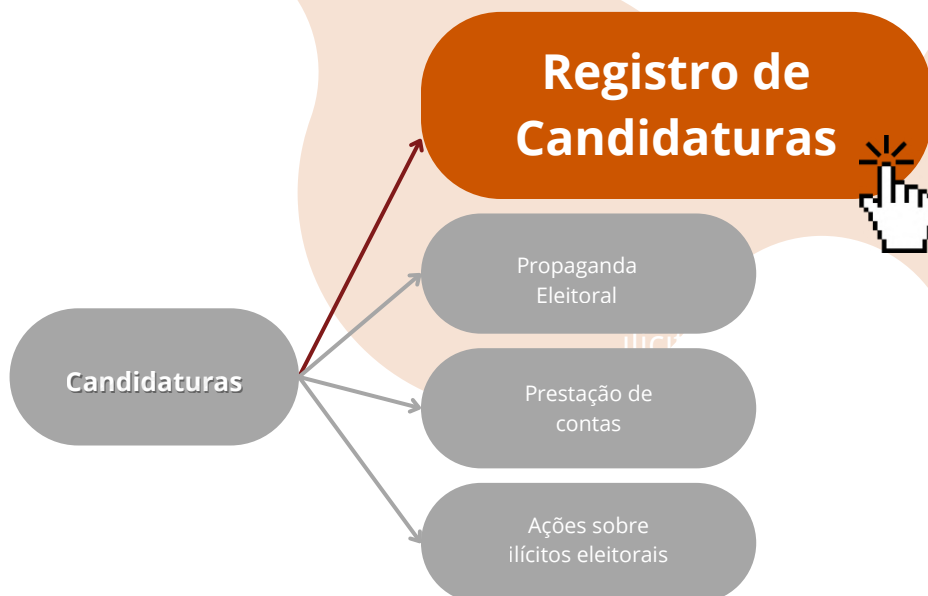 Registro de
Candidaturas
Propaganda
Eleitoral
Candidaturas
Prestação de
contas
Ações sobre
ilícitos eleitorais